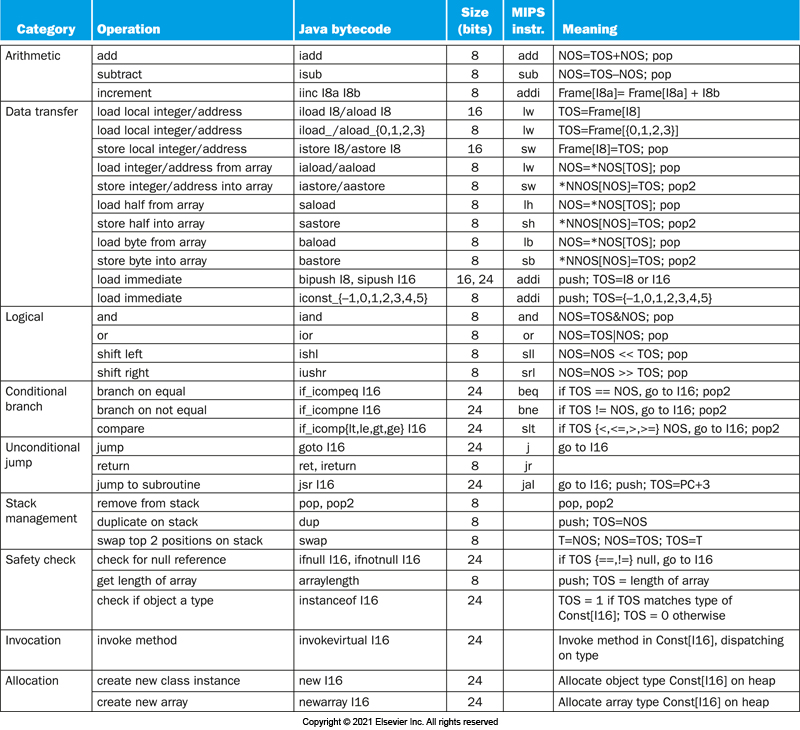 Category Operation Java bytecode Size (bits) MIPS instr. Meaning
Arithmetic add iadd 8 add NOS=TOS+NOS; pop
subtract isub 8 sub NOS=TOS–NOS; pop
increment iinc I8a I8b 8 addi Frame[I8a]= Frame[I8a] + I8b
Data transfer load local integer/address iload I8/aload I8 16 lw TOS=Frame[I8]
load local integer/address iload_/aload_{0,1,2,3} 8 lw TOS=Frame[{0,1,2,3}]
store local integer/address istore I8/astore I8 16 sw Frame[I8]=TOS; pop
load integer/address from array iaload/aaload 8 lw NOS=*NOS[TOS]; pop
store integer/address into array iastore/aastore 8 sw *NNOS[NOS]=TOS; pop2
load half from array saload 8 lh NOS=*NOS[TOS]; pop
store half into array sastore 8 sh *NNOS[NOS]=TOS; pop2
load byte from array baload 8 lb NOS=*NOS[TOS]; pop
store byte into array bastore 8 sb *NNOS[NOS]=TOS; pop2
load immediate bipush I8, sipush I16 16, 24 addi push; TOS=I8 or I16
load immediate iconst_{–1,0,1,2,3,4,5} 8 addi push; TOS={–1,0,1,2,3,4,5}
Logical and iand 8 and NOS=TOS&NOS; pop
or ior 8 or NOS=TOS|NOS; pop
shift left ishl 8 sll NOS=NOS << TOS; pop
shift right iushr 8 srl NOS=NOS >> TOS; pop
Conditional branch branch on equal if_icompeq I16 24 beq if TOS == NOS, go to I16; pop2
branch on not equal if_icompne I16 24 bne if TOS != NOS, go to I16; pop2
compare if_icomp{lt,le,gt,ge} I16 24 slt if TOS {<,<=,>,>=} NOS, go to I16; pop2
Unconditional jump jump goto I16 24 j go to I16
return ret, ireturn 8 jr
jump to subroutine jsr I16 24 jal go to I16; push; TOS=PC+3
Stack management remove from stack pop, pop2 8 pop, pop2
duplicate on stack dup 8 push; TOS=NOS
swap top 2 positions on stack swap 8 T=NOS; NOS=TOS; TOS=T
Safety check check for null reference ifnull I16, ifnotnull I16 24 if TOS {==,!=} null, go to I16
get length of array arraylength 8 push; TOS = length of array
check if object a type instanceof I16 24 TOS = 1 if TOS matches type of
Const[I16]; TOS = 0 otherwise
Invocation invoke method invokevirtual I16 24 Invoke method in Const[I16], dispatching
on type
Allocation create new class instance new I16 24 Allocate object type Const[I16] on heap
create new array newarray I16 24 Allocate array type Const[I16] on heap
Copyright © 2021 Elsevier Inc. All rights reserved